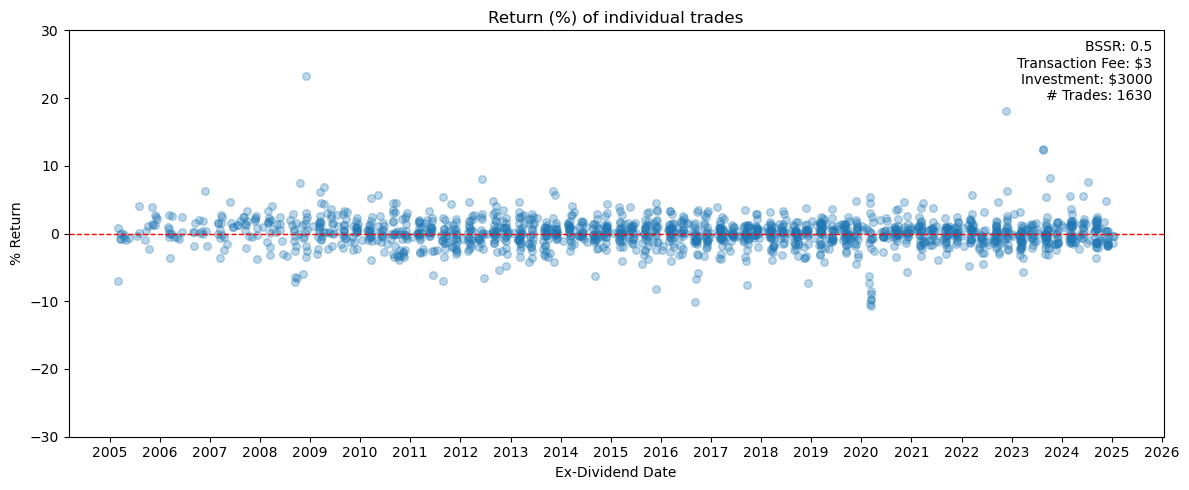 Return (%) of individual trades
BSSR: 0.5
Transaction Fee: $3
Investment: $3000
# Trades: 1630
% Return
30
20
10
0
−10
−20
−30
2005 2006 2007 2008 2009 2010 2011 2012 2013 2014 2015 2016 2017 2018 2019 2020 2021 2022 2023 2024 2025 2026
Ex-Dividend Date